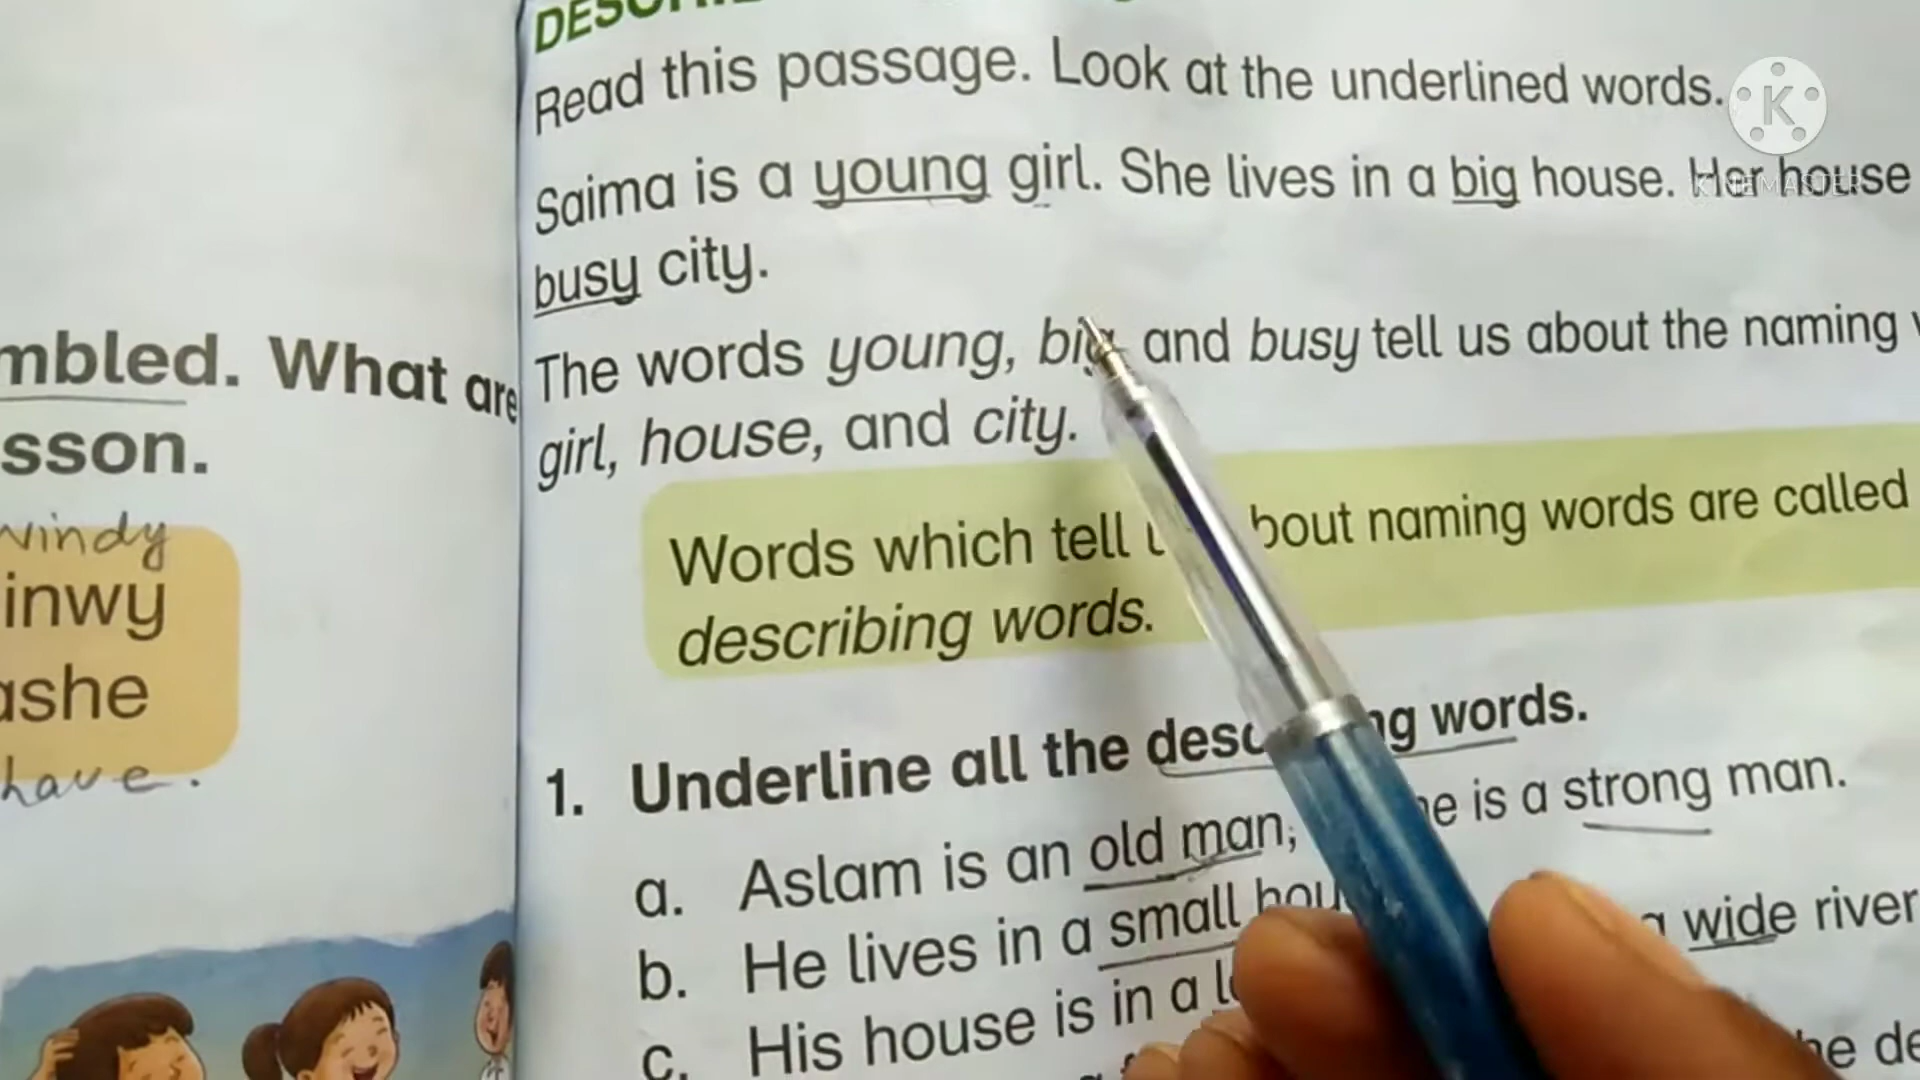 Read this passage. Look at the underlined words.
Saima is a young girl. She lives in a big house. Her house
busy city.
The words young, big, and busy tell us about the naming
girl, house, and city.
Words which tell bout naming words are called
describing words.
1. Underline all the words.
a. Aslam is an old man, is a strong man.
b. He lives in a small wide river
c. His house is in a
mbled. What are
sson.
windy
inwy
ashe
have.
K
KINEMASTER